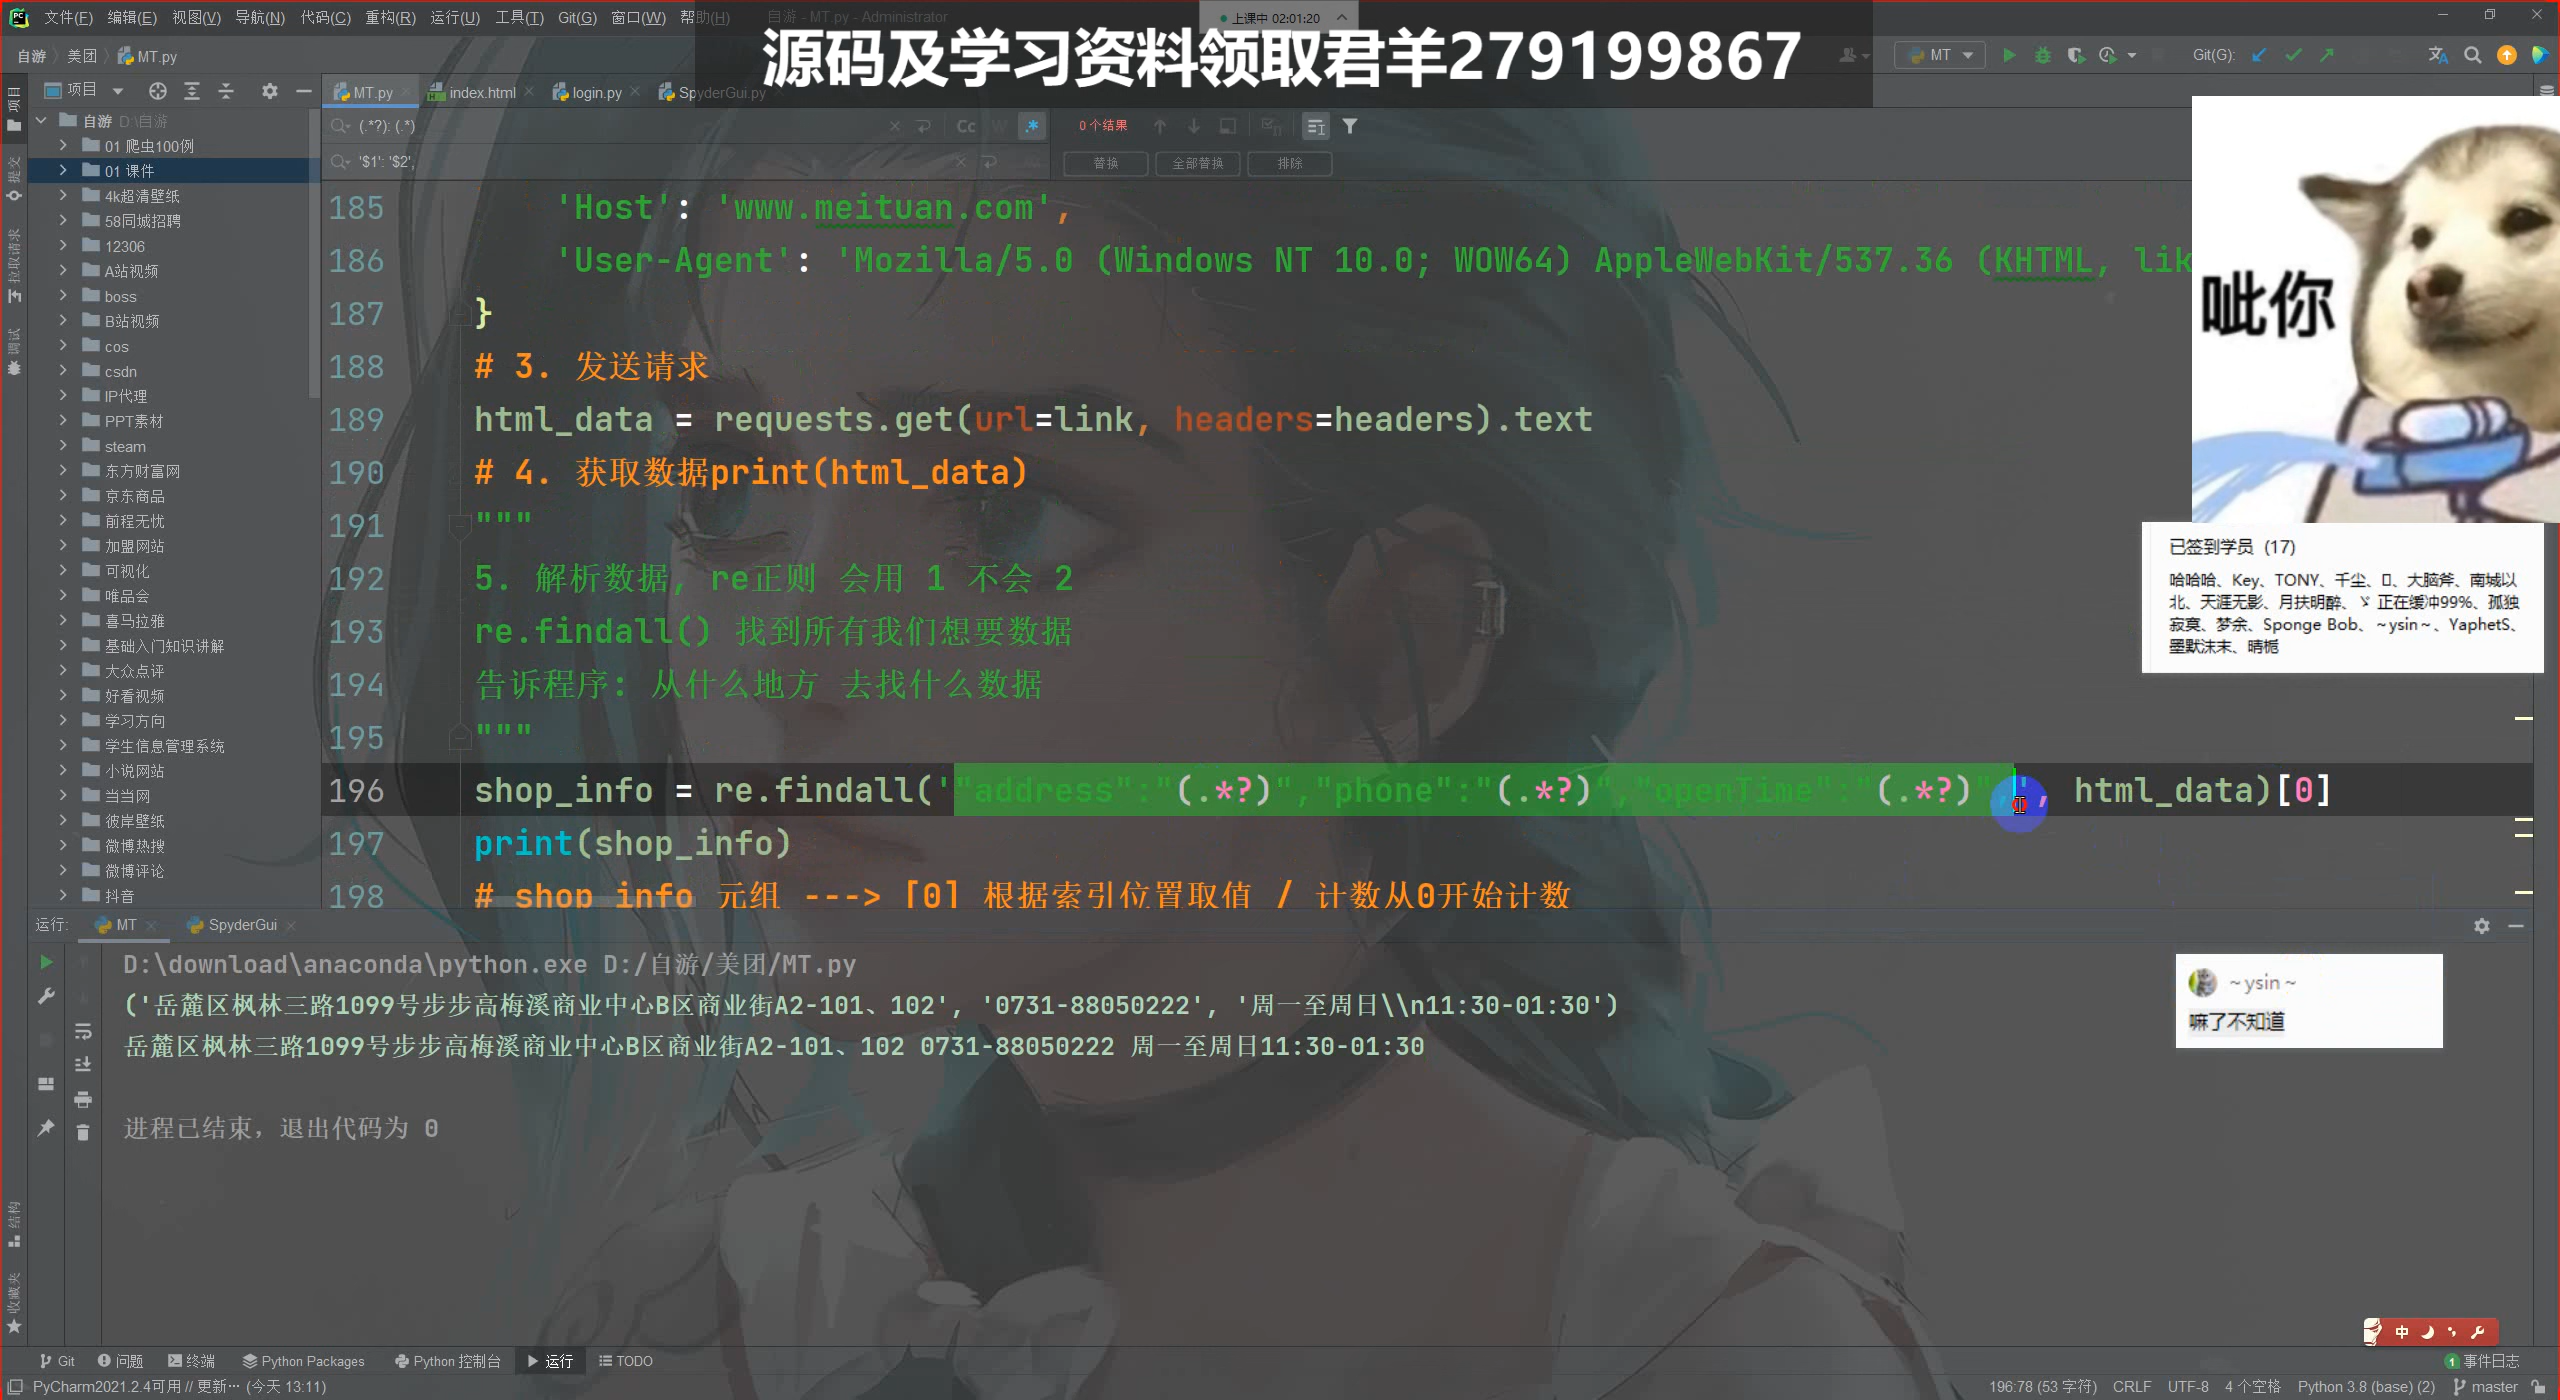 文件(F) 编辑(E) 视图(V) 导航(N) 代码(C) 重构(R) 运行(U) 工具(T) Git(G) 窗口(W) 帮助(H) 自游 - MT.py - Administrator
上课中 02:01:20
源码及学习资料领取君羊279199867
自游 美团 MT.py
MT Git(G):
项目
MT.py index.html login.py SpyderGui.py
(.*?): (.*) Cc W .* 0 个结果
'$1': '$2', 替换 全部替换 排除
自游 D:\自游
01 爬虫100例
01 课件
4k超清壁纸
58同城招聘
12306
A站视频
boss
B站视频
cos
csdn
IP代理
PPT素材
steam
东方财富网
京东商品
前程无忧
加盟网站
可视化
唯品会
喜马拉雅
基础入门知识讲解
大众点评
好看视频
学习方向
学生信息管理系统
小说网站
当当网
彼岸壁纸
微博热搜
微博评论
抖音
项目
提交
拉取请求
调试
结构
收藏夹
185 'Host': 'www.meituan.com',
186 'User-Agent': 'Mozilla/5.0 (Windows NT 10.0; WOW64) AppleWebKit/537.36 (KHTML, lik
187 }
188 # 3. 发送请求
189 html_data = requests.get(url=link, headers=headers).text
190 # 4. 获取数据print(html_data)
191 """
192 5. 解析数据, re正则 会用 1 不会 2
193 re.findall() 找到所有我们想要数据
194 告诉程序: 从什么地方 去找什么数据
195 """
196 shop_info = re.findall('"address":"(.*?)","phone":"(.*?)","openTime":"(.*?)",', html_data)[0]
197 print(shop_info)
198 # shop_info 元组 ---> [0] 根据索引位置取值 / 计数从0开始计数
呲你
已签到学员 (17)
哈哈哈、Key、TONY、千尘、、大脑斧、南城以
北、天涯无影、月扶明醉、ゞ 正在缓冲99%、孤独
寂寞、梦余、Sponge Bob、~ysin~、YaphetS、
墨默沫末、晴栀
运行: MT SpyderGui
D:\download\anaconda\python.exe D:/自游/美团/MT.py
('岳麓区枫林三路1099号步步高梅溪商业中心B区商业街A2-101、102', '0731-88050222', '周一至周日\\n11:30-01:30')
岳麓区枫林三路1099号步步高梅溪商业中心B区商业街A2-101、102 0731-88050222 周一至周日11:30-01:30
进程已结束，退出代码为 0
~ysin~
嘛了不知道
中
Git 问题 终端 Python Packages Python 控制台 运行 TODO 1 事件日志
PyCharm2021.2.4可用 // 更新… (今天 13:11) 196:78 (53 字符) CRLF UTF-8 4 个空格 Python 3.8 (base) (2) master